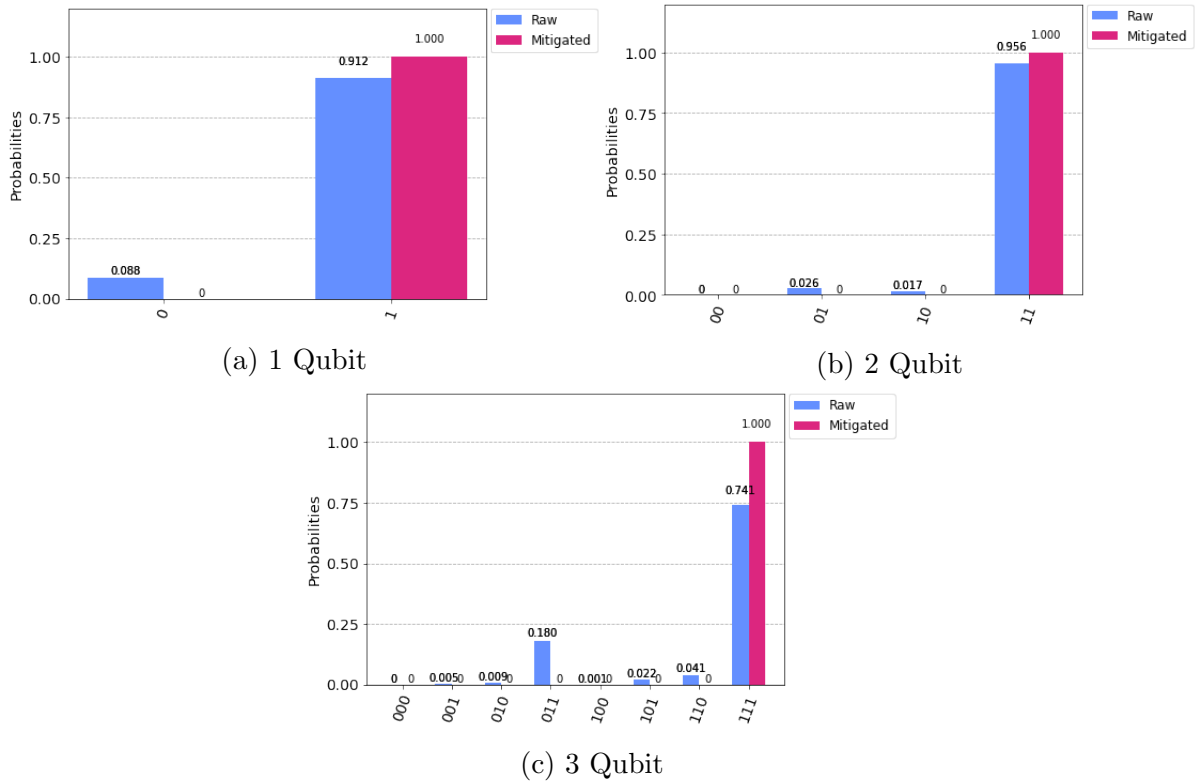 Raw
Mitigated
1.000
1.00
0.912
0.75
Probabilities
0.50
0.25
0.088
0
0.00
0
1
(a) 1 Qubit
Raw
Mitigated
1.000
0.956
1.00
0.75
Probabilities
0.50
0.25
0 0 0.026 0 0.017 0
0.00
00 01 10 11
(b) 2 Qubit
Raw
Mitigated
1.000
1.00
0.741
0.75
Probabilities
0.50
0.25
0.180
0 0 0.005 0 0.009 0 0 0.001 0 0.022 0 0.041 0
0.00
000 001 010 011 100 101 110 111
(c) 3 Qubit